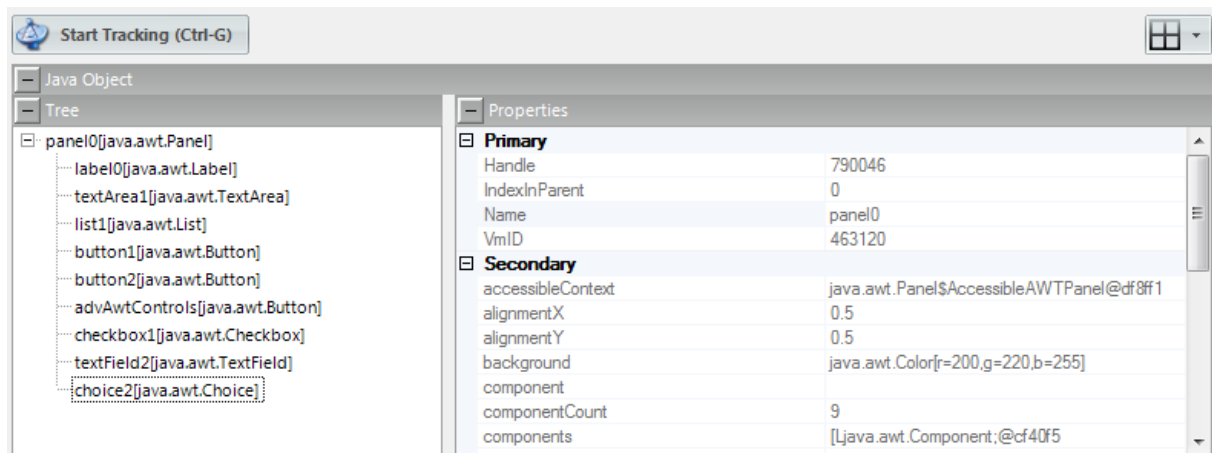 Start Tracking (Ctrl-G)
Java Object
Tree
panel0[java.awt.Panel]
label0[java.awt.Label]
textArea1[java.awt.TextArea]
list1[java.awt.List]
button1[java.awt.Button]
button2[java.awt.Button]
advAwtControls[java.awt.Button]
checkbox1[java.awt.Checkbox]
textField2[java.awt.TextField]
choice2[java.awt.Choice]
Properties
Primary
Handle 790046
IndexInParent 0
Name panel0
VmID 463120
Secondary
accessibleContext java.awt.Panel$AccessibleAWTPanel@df8ff1
alignmentX 0.5
alignmentY 0.5
background java.awt.Color[r=200,g=220,b=255]
component
componentCount 9
components [Ljava.awt.Component;@cf40f5